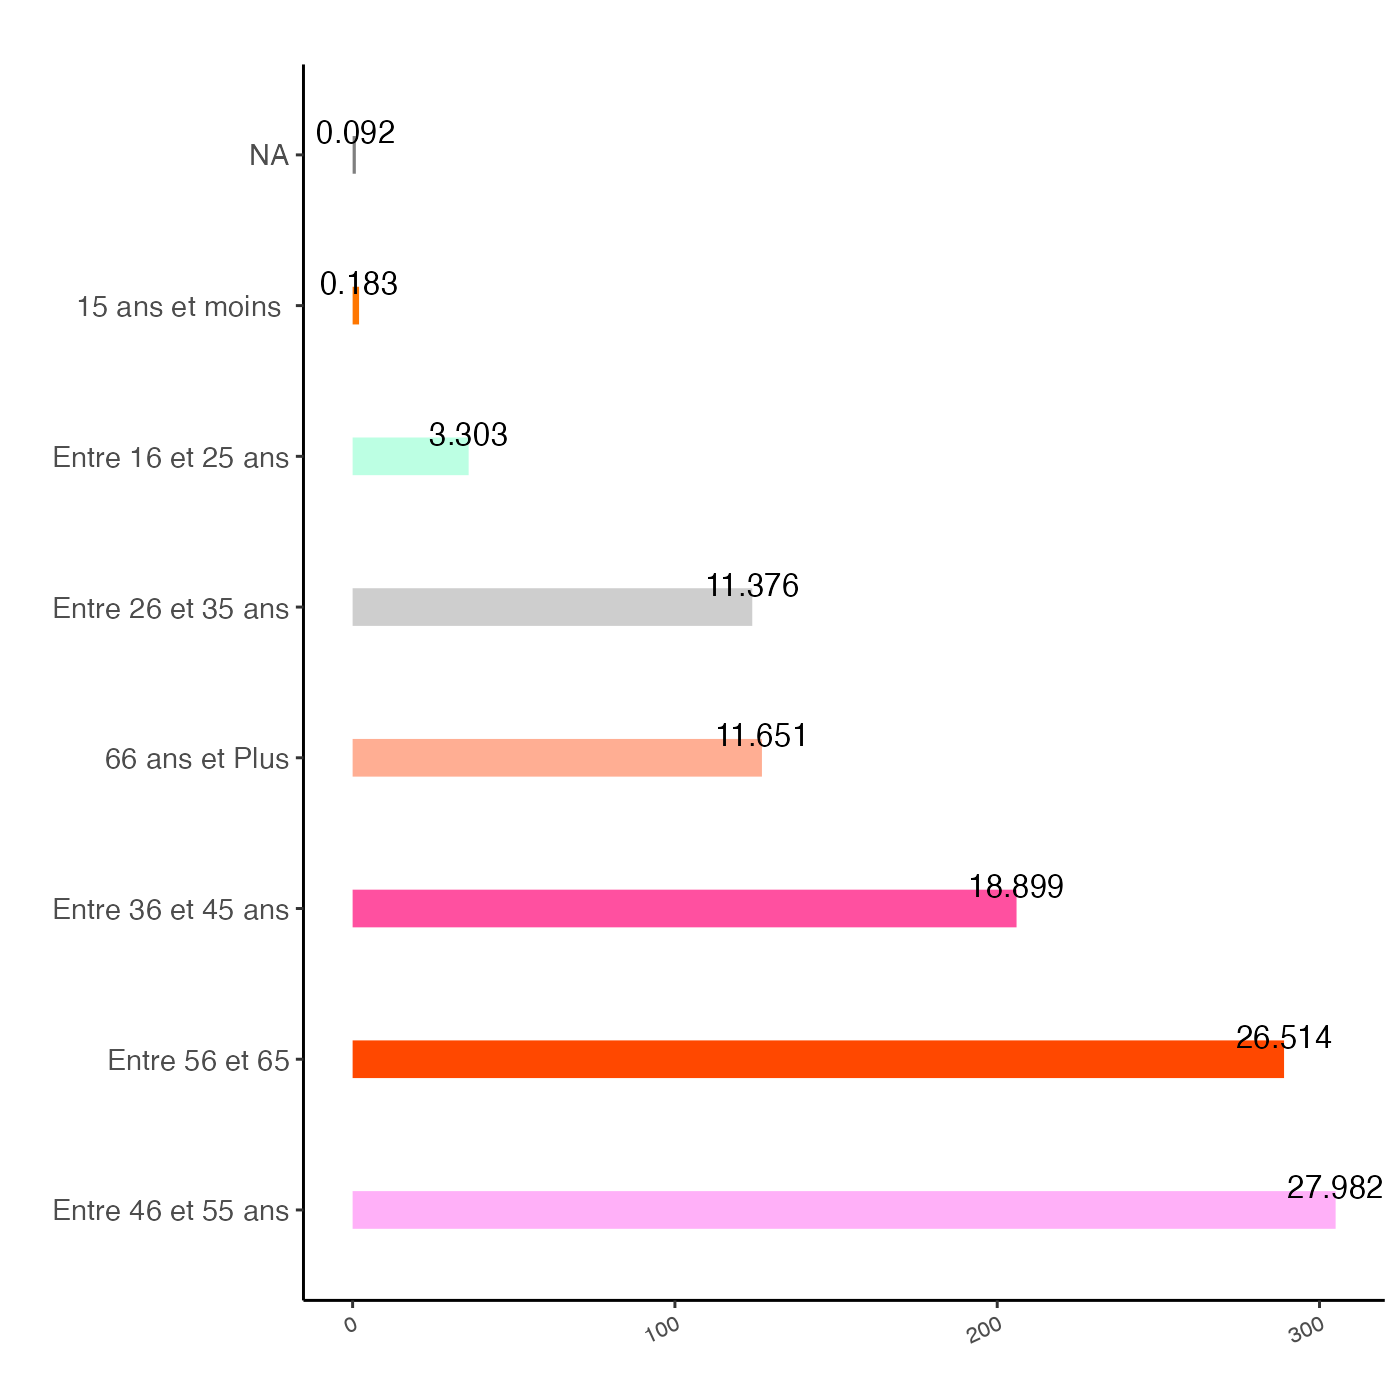 0.092
NA
0.183
15 ans et moins
3.303
Entre 16 et 25 ans
11.376
Entre 26 et 35 ans
11.651
66 ans et Plus
18.899
Entre 36 et 45 ans
26.514
Entre 56 et 65
27.982
Entre 46 et 55 ans
0 100 200 300